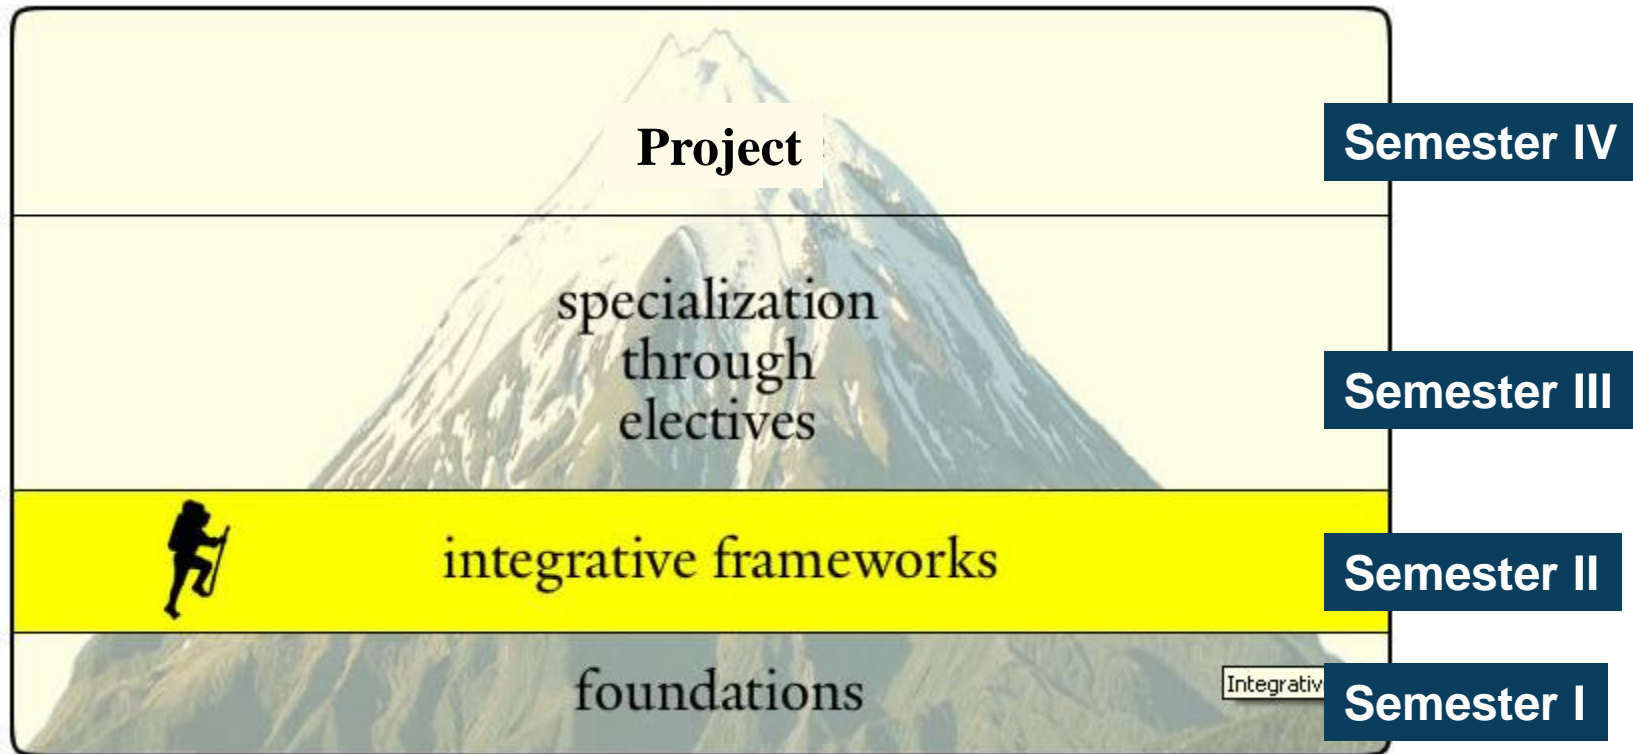 Project
Semester IV
specialization
through
electives
Semester III
integrative frameworks
Semester II
foundations
Integrativ
Semester I